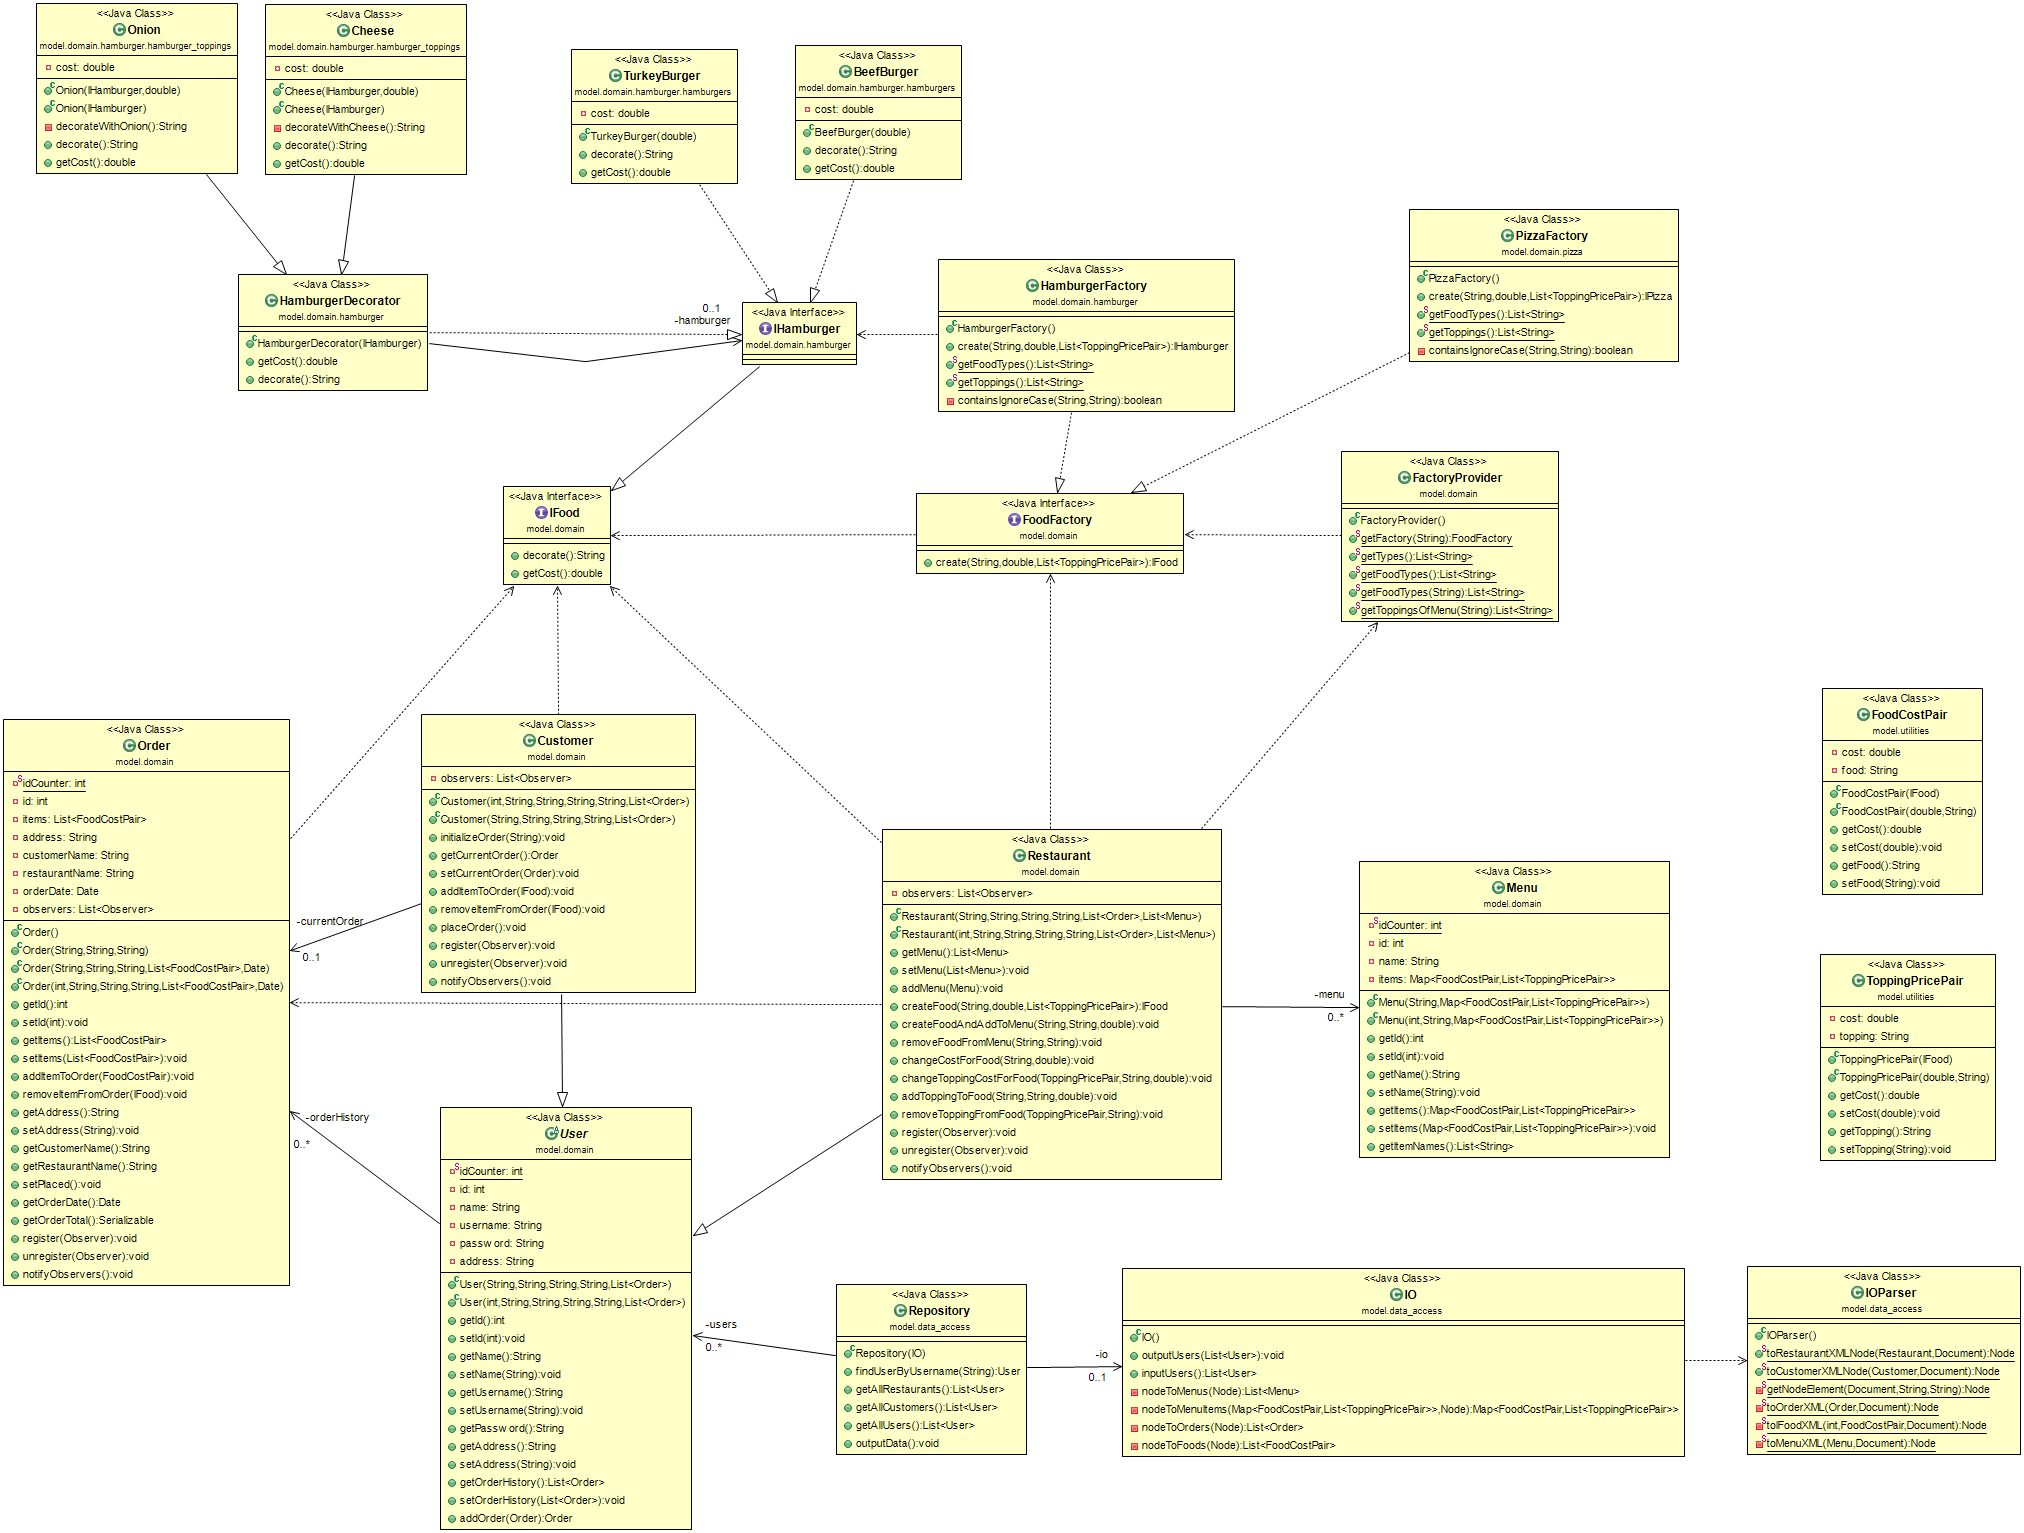 <<Java Class>>
Onion
model.domain.hamburger.hamburger_toppings
cost: double
Onion(IHamburger,double)
Onion(IHamburger)
decorateWithOnion():String
decorate():String
getCost():double
<<Java Class>>
Cheese
model.domain.hamburger.hamburger_toppings
cost: double
Cheese(IHamburger,double)
Cheese(IHamburger)
decorateWithCheese():String
decorate():String
getCost():double
<<Java Class>>
TurkeyBurger
model.domain.hamburger.hamburgers
cost: double
TurkeyBurger(double)
decorate():String
getCost():double
<<Java Class>>
BeefBurger
model.domain.hamburger.hamburgers
cost: double
BeefBurger(double)
decorate():String
getCost():double
<<Java Class>>
PizzaFactory
model.domain.pizza
PizzaFactory()
create(String,double,List<ToppingPricePair>):IPizza
getFoodTypes():List<String>
getToppings():List<String>
containsIgnoreCase(String,String):boolean
<<Java Class>>
HamburgerDecorator
model.domain.hamburger
HamburgerDecorator(IHamburger)
getCost():double
decorate():String
0..1
-hamburger
<<Java Interface>>
IHamburger
model.domain.hamburger
<<Java Class>>
HamburgerFactory
model.domain.hamburger
HamburgerFactory()
create(String,double,List<ToppingPricePair>):IHamburger
getFoodTypes():List<String>
getToppings():List<String>
containsIgnoreCase(String,String):boolean
<<Java Interface>>
IFood
model.domain
decorate():String
getCost():double
<<Java Interface>>
FoodFactory
model.domain
create(String,double,List<ToppingPricePair>):IFood
<<Java Class>>
FactoryProvider
model.domain
FactoryProvider()
getFactory(String):FoodFactory
getTypes():List<String>
getFoodTypes():List<String>
getFoodTypes(String):List<String>
getToppingsOfMenu(String):List<String>
<<Java Class>>
Order
model.domain
idCounter: int
id: int
items: List<FoodCostPair>
address: String
customerName: String
restaurantName: String
orderDate: Date
observers: List<Observer>
Order()
Order(String,String,String)
Order(String,String,String,List<FoodCostPair>,Date)
Order(int,String,String,String,List<FoodCostPair>,Date)
getId():int
setId(int):void
getItems():List<FoodCostPair>
setItems(List<FoodCostPair>):void
addItemToOrder(FoodCostPair):void
removeItemFromOrder(IFood):void
getAddress():String
setAddress(String):void
getCustomerName():String
getRestaurantName():String
setPlaced():void
getOrderDate():Date
getOrderTotal():Serializable
register(Observer):void
unregister(Observer):void
notifyObservers():void
-currentOrder
0..1
-orderHistory
0..*
<<Java Class>>
Customer
model.domain
observers: List<Observer>
Customer(int,String,String,String,String,List<Order>)
Customer(String,String,String,String,List<Order>)
initializeOrder(String):void
getCurrentOrder():Order
setCurrentOrder(Order):void
addItemToOrder(IFood):void
removeItemFromOrder(IFood):void
placeOrder():void
register(Observer):void
unregister(Observer):void
notifyObservers():void
<<Java Class>>
Restaurant
model.domain
observers: List<Observer>
Restaurant(String,String,String,String,List<Order>,List<Menu>)
Restaurant(int,String,String,String,String,List<Order>,List<Menu>)
getMenu():List<Menu>
setMenu(List<Menu>):void
addMenu(Menu):void
createFood(String,double,List<ToppingPricePair>):IFood
createFoodAndAddToMenu(String,String,double):void
removeFoodFromMenu(String,String):void
changeCostForFood(String,double):void
changeToppingCostForFood(ToppingPricePair,String,double):void
addToppingToFood(String,String,double):void
removeToppingFromFood(ToppingPricePair,String):void
register(Observer):void
unregister(Observer):void
notifyObservers():void
-menu
0..*
<<Java Class>>
Menu
model.domain
idCounter: int
id: int
name: String
items: Map<FoodCostPair,List<ToppingPricePair>>
Menu(String,Map<FoodCostPair,List<ToppingPricePair>>)
Menu(int,String,Map<FoodCostPair,List<ToppingPricePair>>)
getId():int
setId(int):void
getName():String
setName(String):void
getItems():Map<FoodCostPair,List<ToppingPricePair>>
setItems(Map<FoodCostPair,List<ToppingPricePair>>):void
getItemNames():List<String>
<<Java Class>>
FoodCostPair
model.utilities
cost: double
food: String
FoodCostPair(IFood)
FoodCostPair(double,String)
getCost():double
setCost(double):void
getFood():String
setFood(String):void
<<Java Class>>
ToppingPricePair
model.utilities
cost: double
topping: String
ToppingPricePair(IFood)
ToppingPricePair(double,String)
getCost():double
setCost(double):void
getTopping():String
setTopping(String):void
<<Java Class>>
User
model.domain
idCounter: int
id: int
name: String
username: String
password: String
address: String
User(String,String,String,String,List<Order>)
User(int,String,String,String,String,List<Order>)
getId():int
setId(int):void
getName():String
setName(String):void
getUsername():String
setUsername(String):void
getPassword():String
getAddress():String
setAddress(String):void
getOrderHistory():List<Order>
setOrderHistory(List<Order>):void
addOrder(Order):Order
-users
0..*
<<Java Class>>
Repository
model.data_access
Repository(IO)
findUserByUsername(String):User
getAllRestaurants():List<User>
getAllCustomers():List<User>
getAllUsers():List<User>
outputData():void
-io
0..1
<<Java Class>>
IO
model.data_access
IO()
outputUsers(List<User>):void
inputUsers():List<User>
nodeToMenus(Node):List<Menu>
nodeToMenuItems(Map<FoodCostPair,List<ToppingPricePair>>,Node):Map<FoodCostPair,List<ToppingPricePair>>
nodeToOrders(Node):List<Order>
nodeToFoods(Node):List<FoodCostPair>
<<Java Class>>
IOParser
model.data_access
IOParser()
toRestaurantXMLNode(Restaurant,Document):Node
toCustomerXMLNode(Customer,Document):Node
getNodeElement(Document,String,String):Node
toOrderXML(Order,Document):Node
toIFoodXML(int,FoodCostPair,Document):Node
toMenuXML(Menu,Document):Node